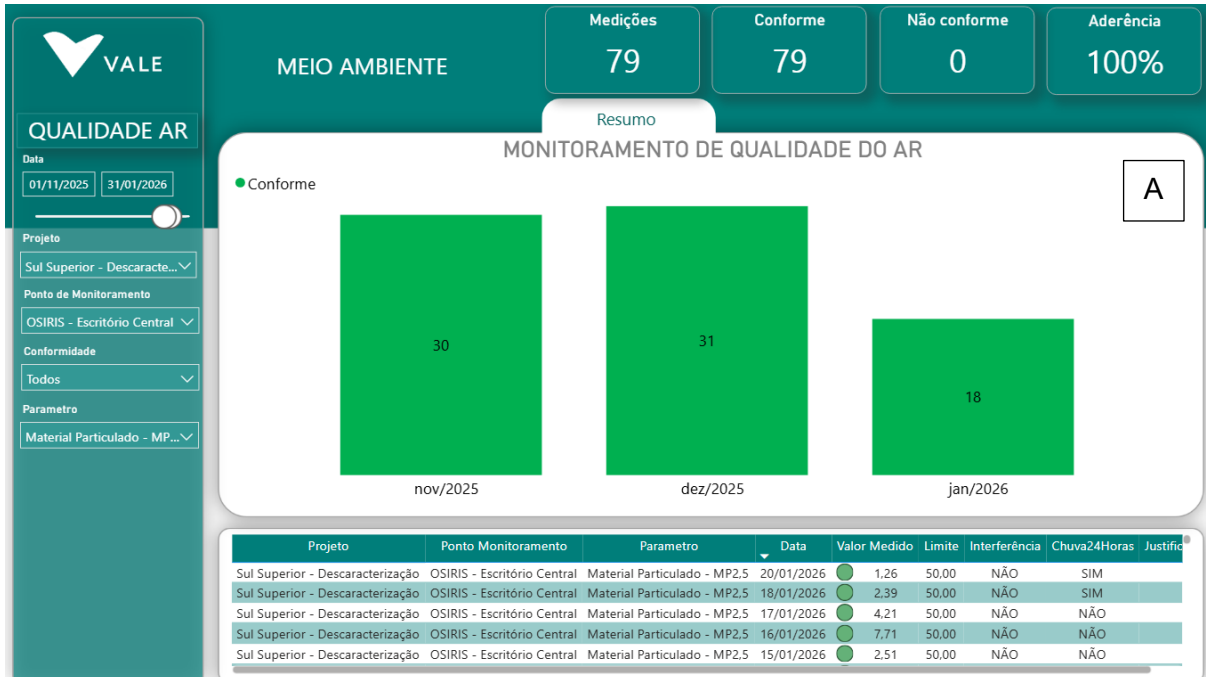 VALE
QUALIDADE AR
Data
01/11/2025 31/01/2026
Projeto
Sul Superior - Descaracte...
Ponto de Monitoramento
OSIRIS - Escritório Central
Conformidade
Todos
Parametro
Material Particulado - MP...
MEIO AMBIENTE
Medições
79
Conforme
79
Não conforme
0
Aderência
100%
Resumo
MONITORAMENTO DE QUALIDADE DO AR
A
Conforme
30
31
18
nov/2025 dez/2025 jan/2026
Projeto Ponto Monitoramento Parametro Data Valor Medido Limite Interferência Chuva24Horas Justific
Sul Superior - Descaracterização OSIRIS - Escritório Central Material Particulado - MP2,5 20/01/2026 1,26 50,00 NÃO SIM
Sul Superior - Descaracterização OSIRIS - Escritório Central Material Particulado - MP2,5 18/01/2026 2,39 50,00 NÃO SIM
Sul Superior - Descaracterização OSIRIS - Escritório Central Material Particulado - MP2,5 17/01/2026 4,21 50,00 NÃO NÃO
Sul Superior - Descaracterização OSIRIS - Escritório Central Material Particulado - MP2,5 16/01/2026 7,71 50,00 NÃO NÃO
Sul Superior - Descaracterização OSIRIS - Escritório Central Material Particulado - MP2,5 15/01/2026 2,51 50,00 NÃO NÃO